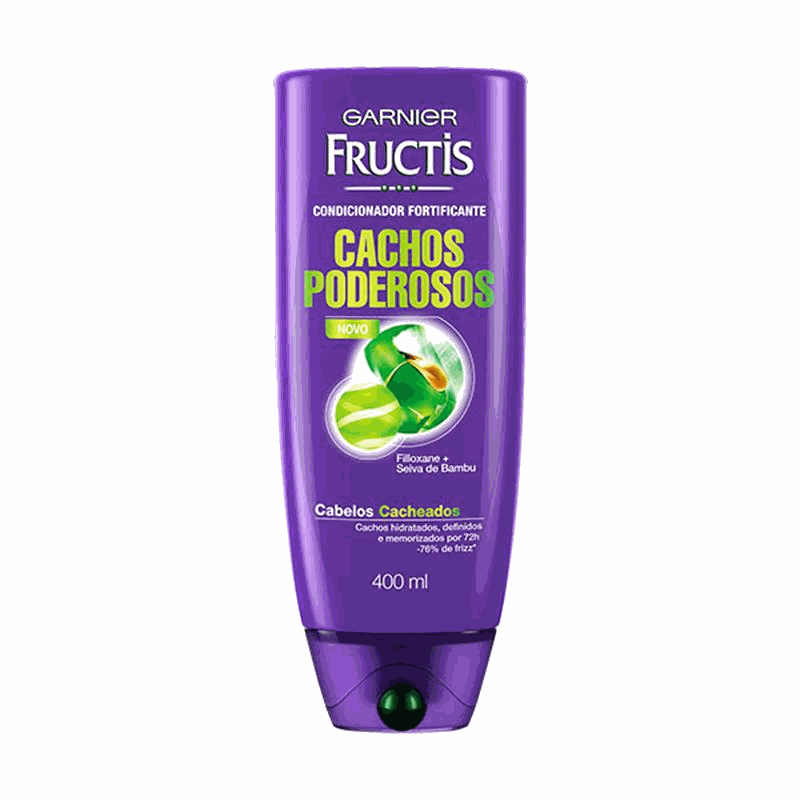 GARNIER
FRUCTIS
CONDICIONADOR FORTIFICANTE
CACHOS
PODEROSOS
NOVO
Filloxane +
Seiva de Bambu
Cabelos Cacheados
Cachos hidratados, definidos
e memorizados por 72h
-76% de frizz*
400 ml